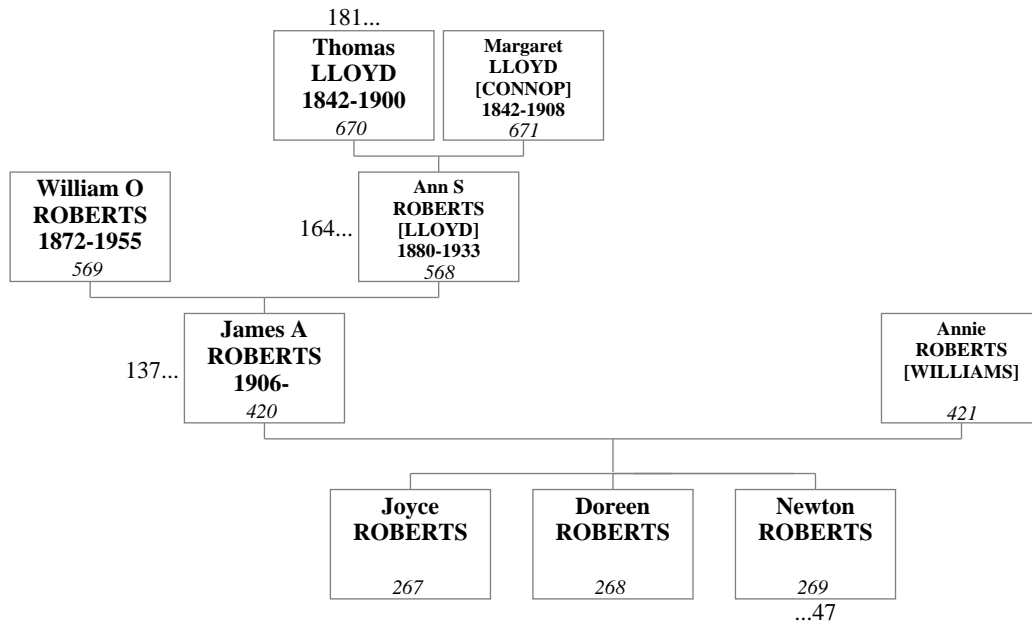 181...
Thomas
LLOYD
1842-1900
670
Margaret
LLOYD
[CONNOP]
1842-1908
671
William O
ROBERTS
1872-1955
569
164...
Ann S
ROBERTS
[LLOYD]
1880-1933
568
137...
James A
ROBERTS
1906-
420
Annie
ROBERTS
[WILLIAMS]
421
Joyce
ROBERTS
267
Doreen
ROBERTS
268
Newton
ROBERTS
269
...47